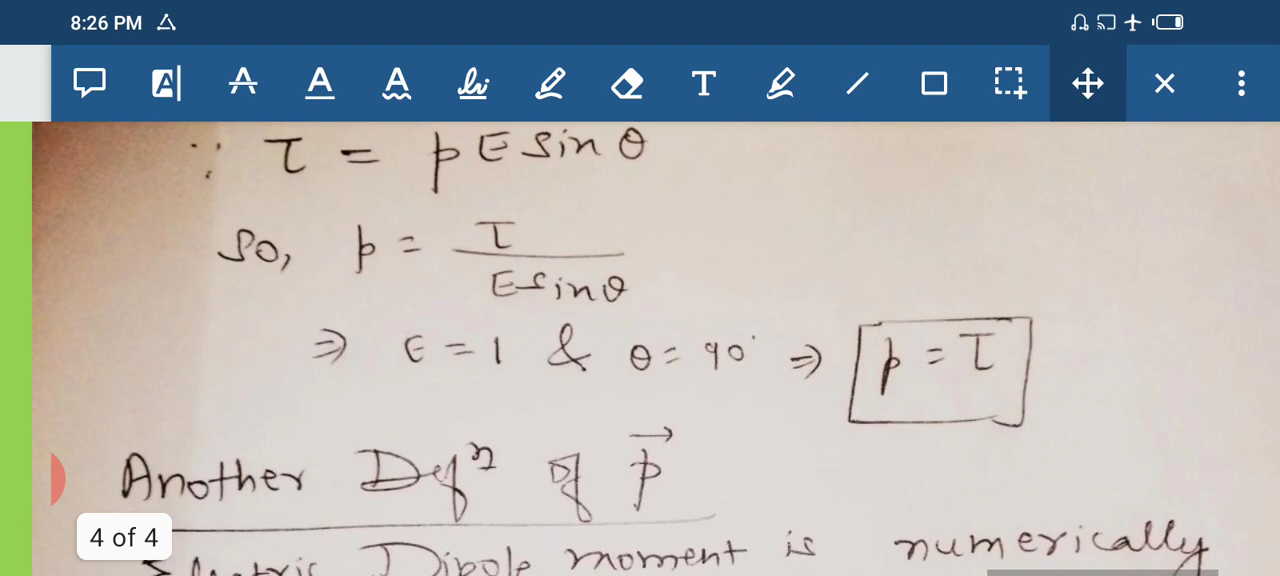 8:26 PM
∵ τ = pE sin θ
So, p = τ / E sin θ
⇒ E = 1 & θ = 90° ⇒ p = τ
Another Defⁿ of p⃗
4 of 4
Electric Dipole moment is numerically